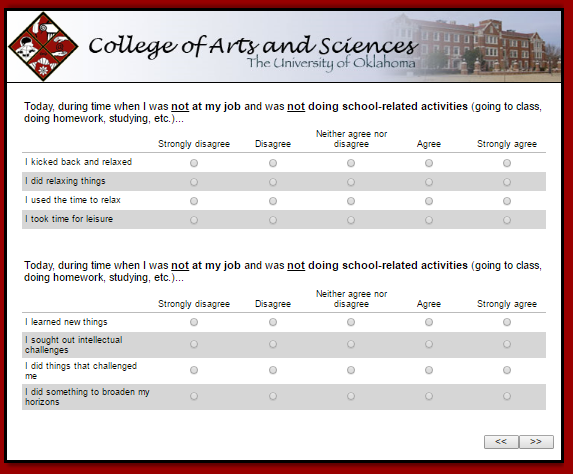 College of Arts and Sciences
The University of Oklahoma
Today, during time when I was not at my job and was not doing school-related activities (going to class,
doing homework, studying, etc.)...
Strongly disagree Disagree Neither agree nor disagree Agree Strongly agree
I kicked back and relaxed
I did relaxing things
I used the time to relax
I took time for leisure
Today, during time when I was not at my job and was not doing school-related activities (going to class,
doing homework, studying, etc.)...
Strongly disagree Disagree Neither agree nor disagree Agree Strongly agree
I learned new things
I sought out intellectual
challenges
I did things that challenged
me
I did something to broaden my
horizons
<< >>